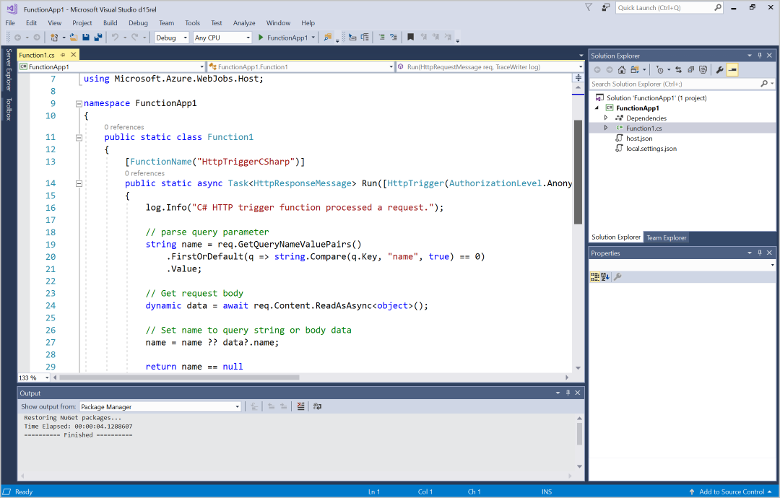 FunctionApp1 - Microsoft Visual Studio d15rel
Quick Launch (Ctrl+Q)
File Edit View Project Build Debug Team Tools Test Analyze Window Help
Debug Any CPU FunctionApp1
Server Explorer
Toolbox
Function1.cs
FunctionApp1 FunctionApp1.Function1 Run(HttpRequestMessage req, TraceWriter log)
7 using Microsoft.Azure.WebJobs.Host;
8
9 namespace FunctionApp1
10 {
0 references
11 public static class Function1
12 {
13 [FunctionName("HttpTriggerCSharp")]
0 references
14 public static async Task<HttpResponseMessage> Run([HttpTrigger(AuthorizationLevel.Anony
15 {
16 log.Info("C# HTTP trigger function processed a request.");
17
18 // parse query parameter
19 string name = req.GetQueryNameValuePairs()
20 .FirstOrDefault(q => string.Compare(q.Key, "name", true) == 0)
21 .Value;
22
23 // Get request body
24 dynamic data = await req.Content.ReadAsAsync<object>();
25
26 // Set name to query string or body data
27 name = name ?? data?.name;
28
29 return name == null
133 %
Output
Show output from: Package Manager
Restoring NuGet packages...
Time Elapsed: 00:00:04.1288607
========== Finished ==========
Solution Explorer
Search Solution Explorer (Ctrl+;)
Solution 'FunctionApp1' (1 project)
FunctionApp1
Dependencies
Function1.cs
host.json
local.settings.json
Solution Explorer Team Explorer
Properties
Ready Ln 1 Col 1 Ch 1 INS Add to Source Control